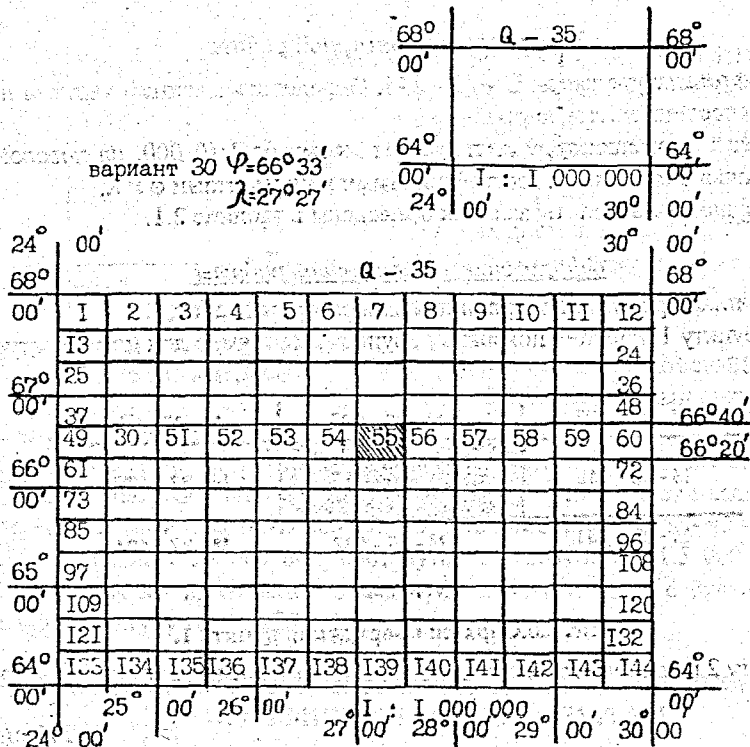 68° Q – 35 68°
00' 00'
64° 64°
00' I : I 000 000 00'
24° 00' 30° 00'
вариант 30 φ=66°33'
λ=27°27'
24° 00' 30° 00'
68° Q – 35 68°
00' I 2 3 4 5 6 7 8 9 I0 II I2 00'
I3 24
67° 25 36
00' 37 48 66°40'
49 30 5I 52 53 54 55 56 57 58 59 60 66°20'
66° 6I 72
00' 73 84
85 96
65° 97 I08
00' I09 I20
I2I I32
64° I33 I34 I35 I36 I37 I38 I39 I40 I4I I42 I43 I44 64°
00' 25° 00' 26° 00' I : I 000 000 00'
24° 00' 27° 00' 28° 00' 29° 00' 30° 00'